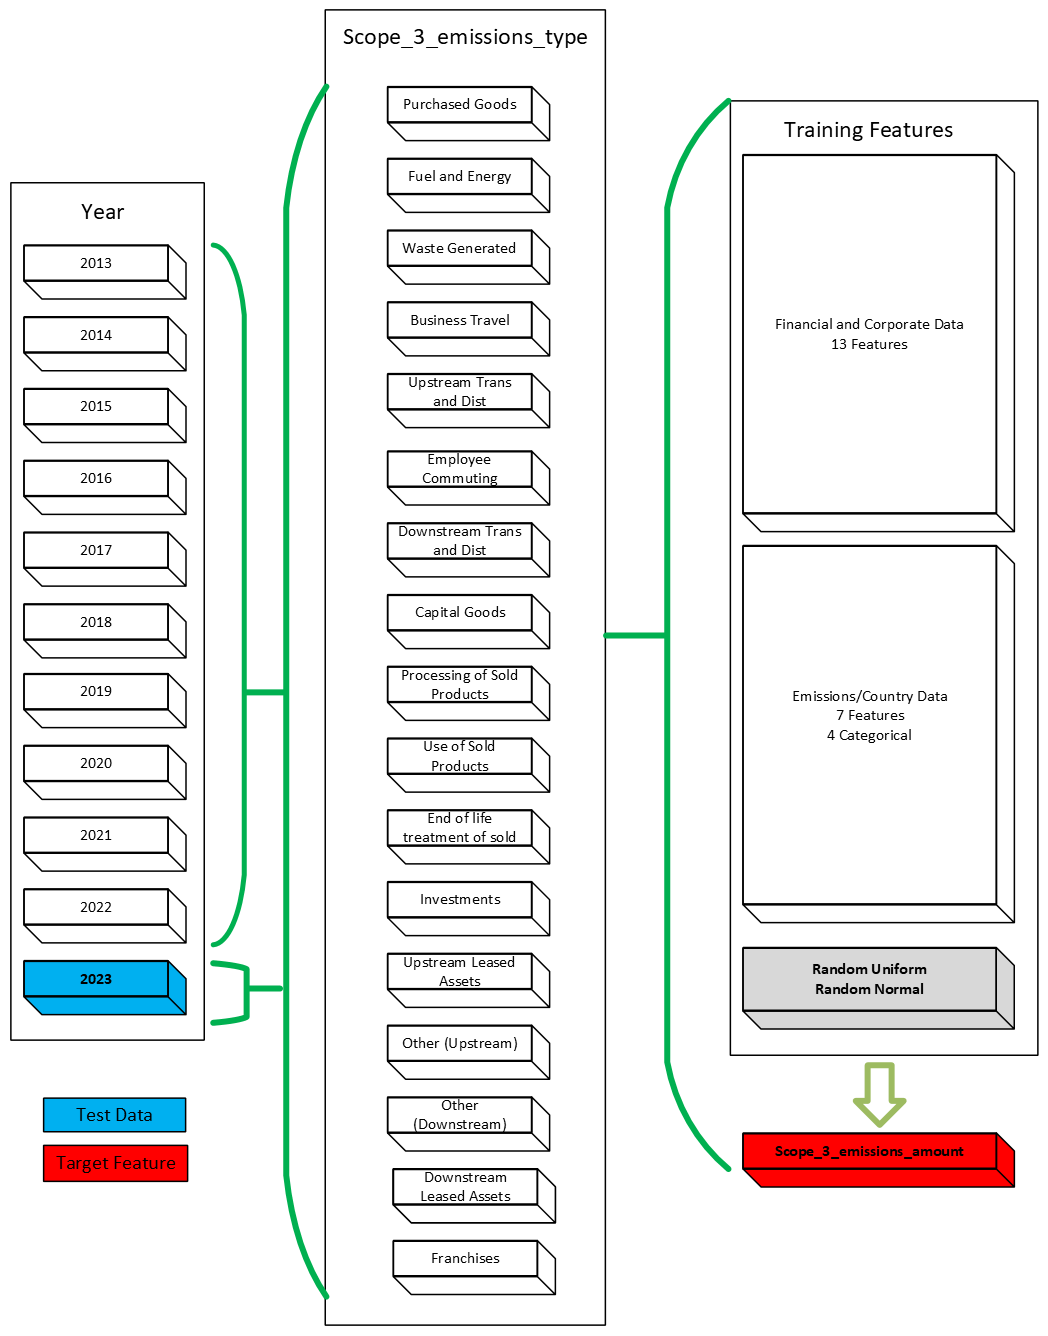 Year
2013
2014
2015
2016
2017
2018
2019
2020
2021
2022
2023
Test Data
Target Feature
Scope_3_emissions_type
Purchased Goods
Fuel and Energy
Waste Generated
Business Travel
Upstream Trans
and Dist
Employee
Commuting
Downstream Trans
and Dist
Capital Goods
Processing of Sold
Products
Use of Sold
Products
End of life
treatment of sold
Investments
Upstream Leased
Assets
Other (Upstream)
Other
(Downstream)
Downstream
Leased Assets
Franchises
Training Features
Financial and Corporate Data
13 Features
Emissions/Country Data
7 Features
4 Categorical
Random Uniform
Random Normal
Scope_3_emissions_amount